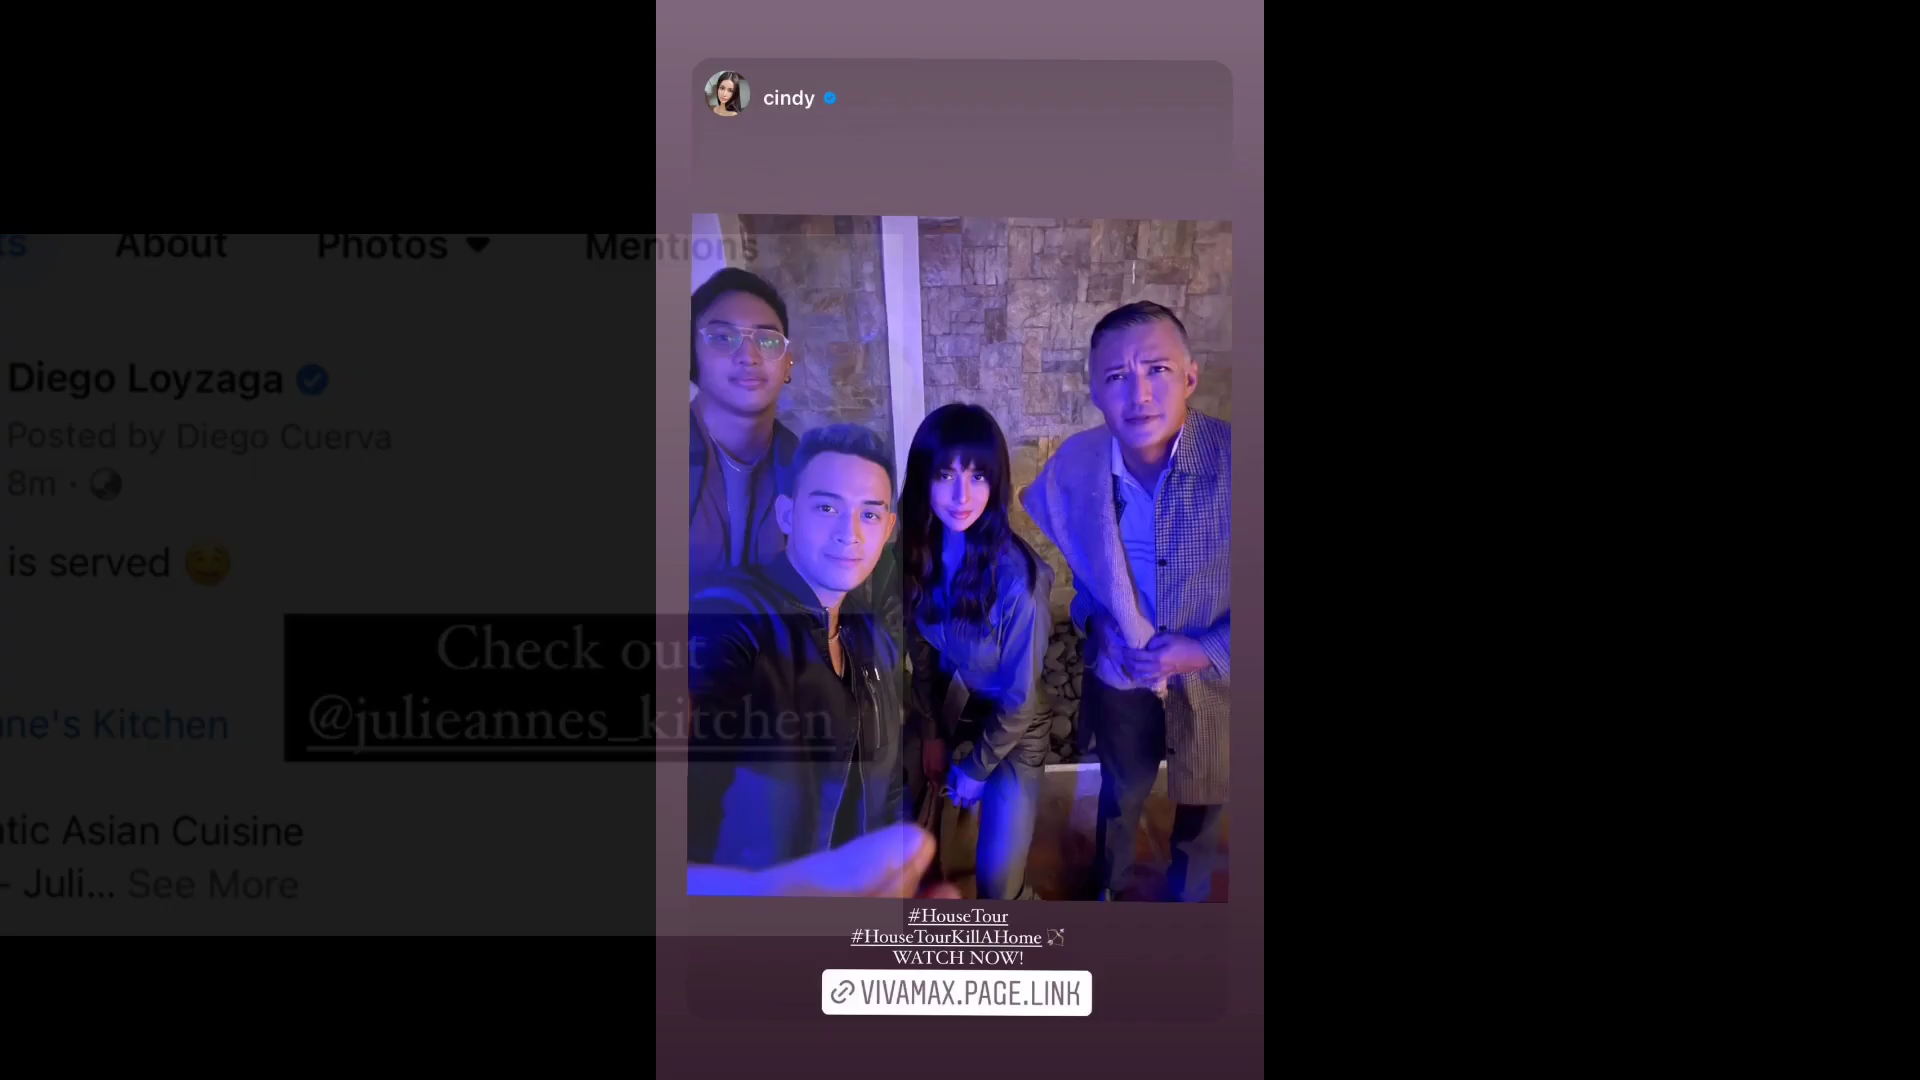 cindy
ts
About
Photos
Mentions
Diego Loyzaga
Posted by Diego Cuerva
8m
is served
Check out
@julieannes_kitchen
ne's Kitchen
tic Asian Cuisine
- Juli... See More
#HouseTour
#HouseTourKillAHome
WATCH NOW!
VIVAMAX.PAGE.LINK